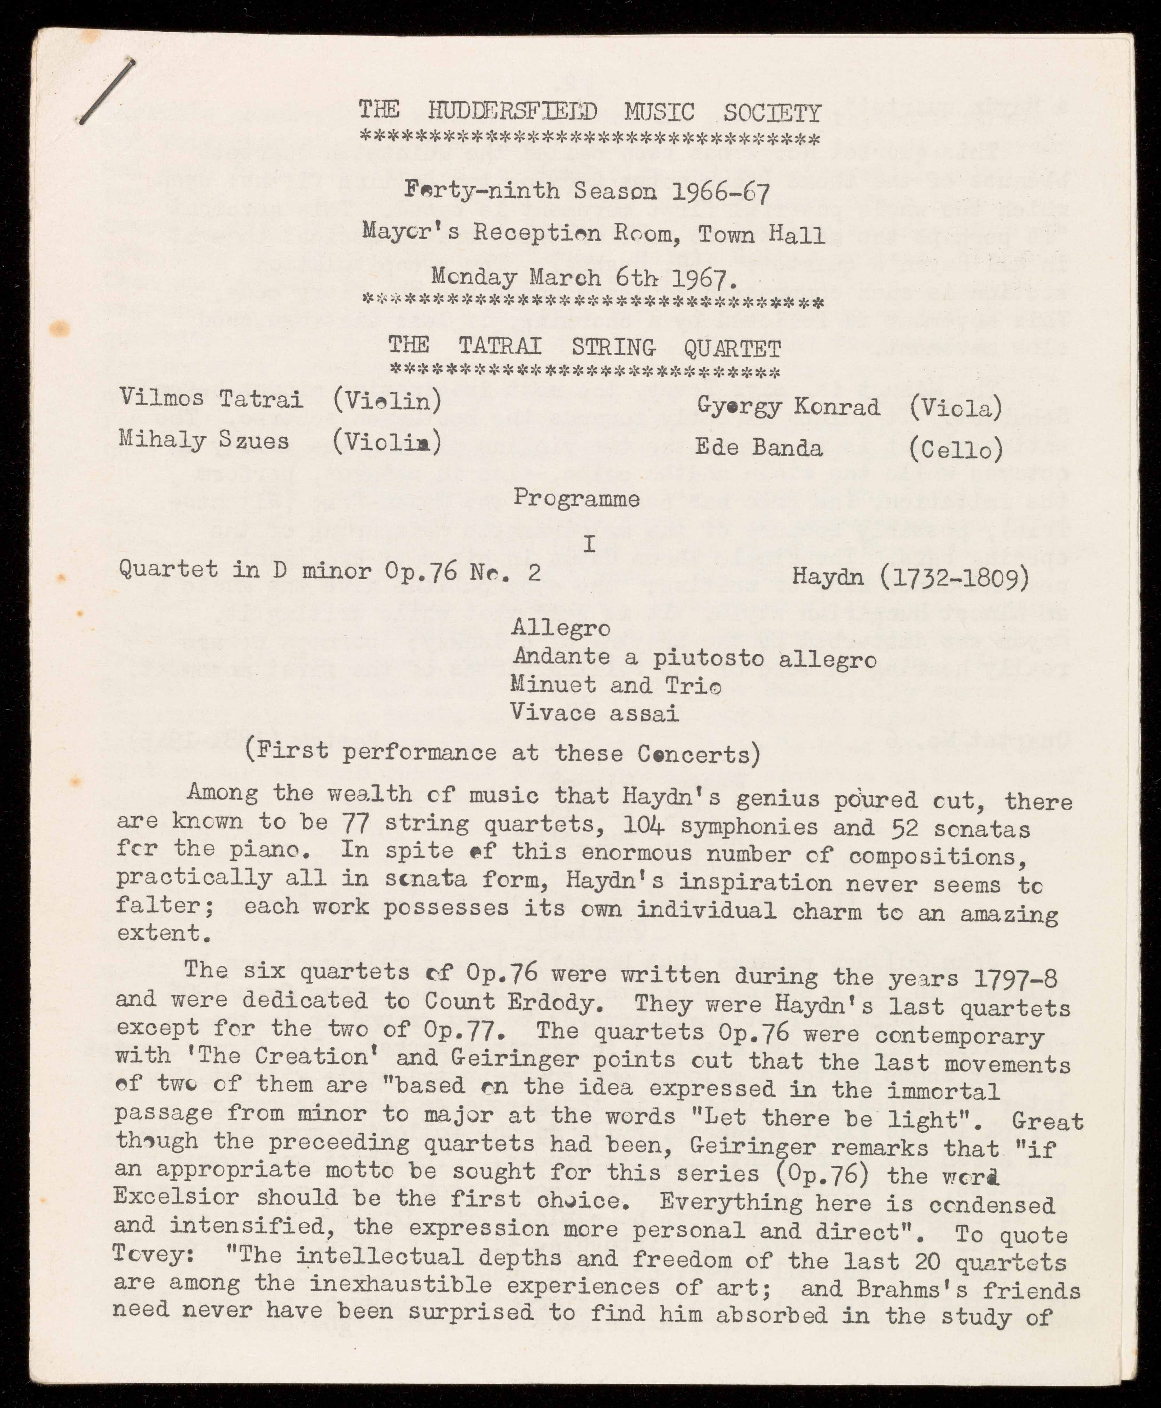 THE HUDDERSFIELD MUSIC SOCIETY
*********************************
Forty-ninth Season 1966-67
Mayor's Reception Room, Town Hall
Monday March 6th 1967.
*********************************
THE TATRAI STRING QUARTET
****************************
Vilmos Tatrai (Violin) Gyorgy Konrad (Viola)
Mihaly Szues (Violin) Ede Banda (Cello)
Programme
I
Quartet in D minor Op.76 No. 2 Haydn (1732-1809)
Allegro
Andante a piutosto allegro
Minuet and Trio
Vivace assai
(First performance at these Concerts)
Among the wealth of music that Haydn's genius poured out, there
are known to be 77 string quartets, 104 symphonies and 52 sonatas
for the piano. In spite of this enormous number of compositions,
practically all in sonata form, Haydn's inspiration never seems to
falter; each work possesses its own individual charm to an amazing
extent.
The six quartets of Op.76 were written during the years 1797-8
and were dedicated to Count Erdody. They were Haydn's last quartets
except for the two of Op.77. The quartets Op.76 were contemporary
with 'The Creation' and Geiringer points out that the last movements
of two of them are "based on the idea expressed in the immortal
passage from minor to major at the words "Let there be light". Great
though the preceeding quartets had been, Geiringer remarks that "if
an appropriate motto be sought for this series (Op.76) the word
Excelsior should be the first choice. Everything here is condensed
and intensified, the expression more personal and direct". To quote
Tovey: "The intellectual depths and freedom of the last 20 quartets
are among the inexhaustible experiences of art; and Brahms's friends
need never have been surprised to find him absorbed in the study of